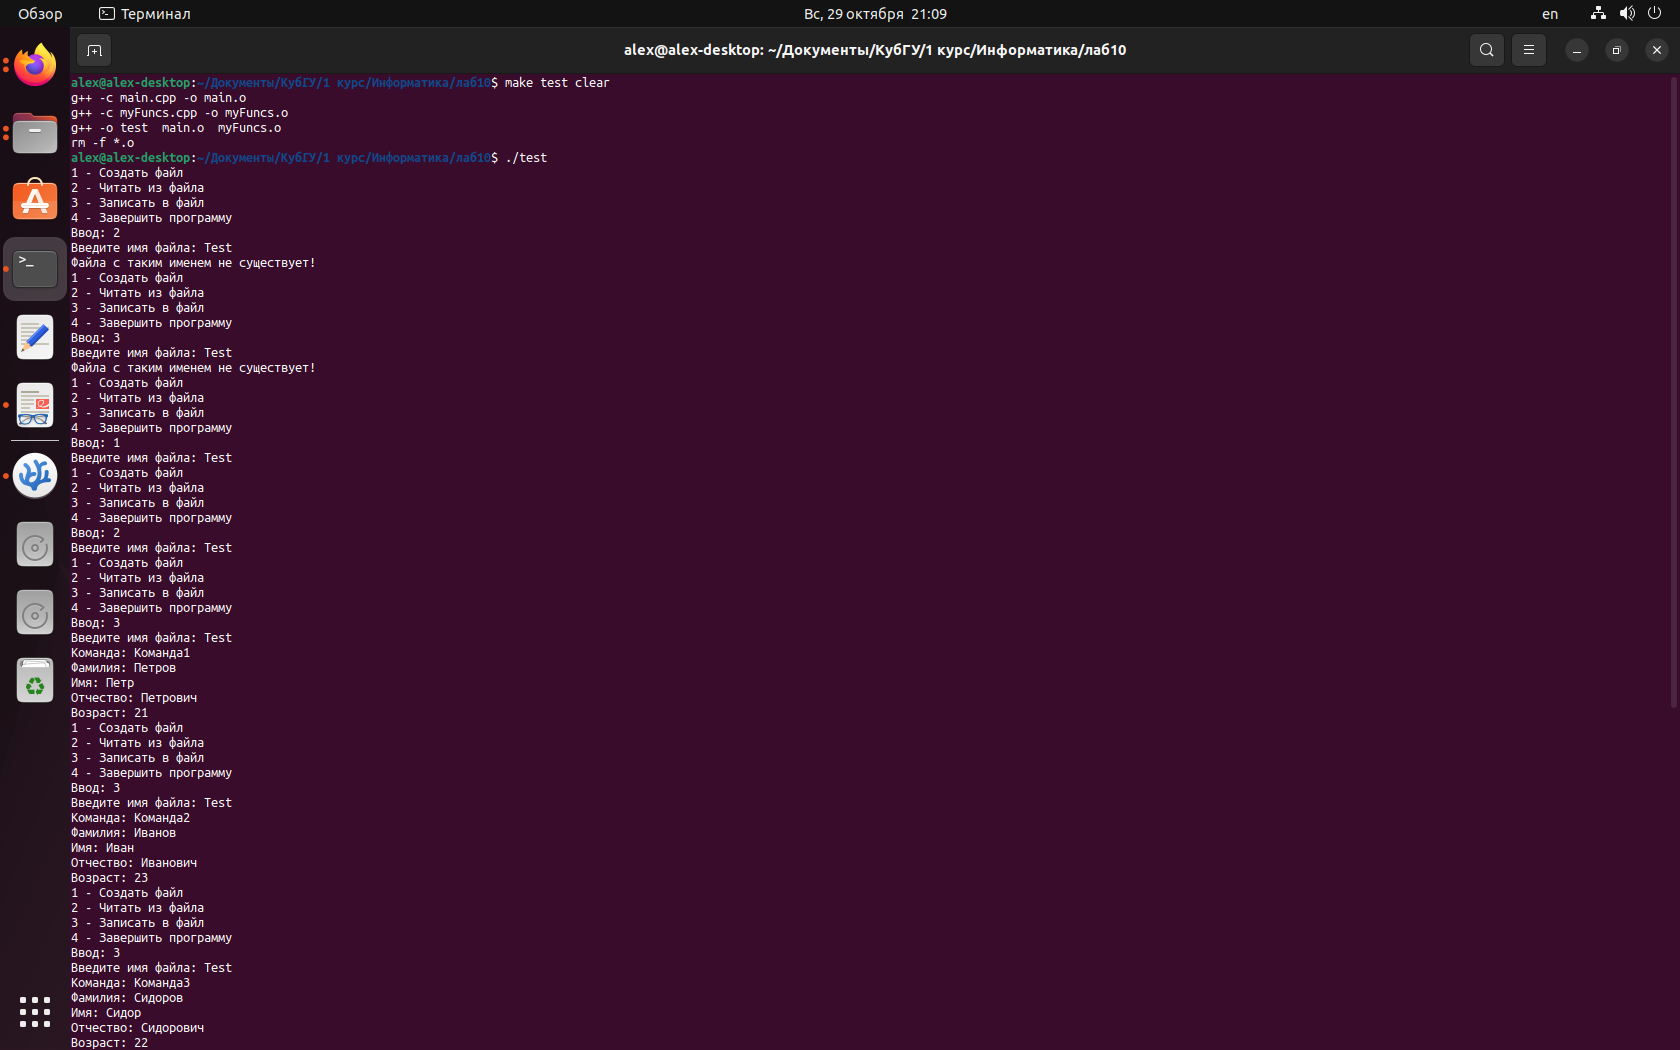 Обзор
Терминал
Вс, 29 октября 21:09
en
alex@alex-desktop: ~/Документы/КубГУ/1 курс/Информатика/лаб10
alex@alex-desktop:~/Документы/КубГУ/1 курс/Информатика/лаб10$ make test clear
g++ -c main.cpp -o main.o
g++ -c myFuncs.cpp -o myFuncs.o
g++ -o test  main.o  myFuncs.o
rm -f *.o
alex@alex-desktop:~/Документы/КубГУ/1 курс/Информатика/лаб10$ ./test
1 - Создать файл
2 - Читать из файла
3 - Записать в файл
4 - Завершить программу
Ввод: 2
Введите имя файла: Test
Файла с таким именем не существует!
1 - Создать файл
2 - Читать из файла
3 - Записать в файл
4 - Завершить программу
Ввод: 3
Введите имя файла: Test
Файла с таким именем не существует!
1 - Создать файл
2 - Читать из файла
3 - Записать в файл
4 - Завершить программу
Ввод: 1
Введите имя файла: Test
1 - Создать файл
2 - Читать из файла
3 - Записать в файл
4 - Завершить программу
Ввод: 2
Введите имя файла: Test
1 - Создать файл
2 - Читать из файла
3 - Записать в файл
4 - Завершить программу
Ввод: 3
Введите имя файла: Test
Команда: Команда1
Фамилия: Петров
Имя: Петр
Отчество: Петрович
Возраст: 21
1 - Создать файл
2 - Читать из файла
3 - Записать в файл
4 - Завершить программу
Ввод: 3
Введите имя файла: Test
Команда: Команда2
Фамилия: Иванов
Имя: Иван
Отчество: Иванович
Возраст: 23
1 - Создать файл
2 - Читать из файла
3 - Записать в файл
4 - Завершить программу
Ввод: 3
Введите имя файла: Test
Команда: Команда3
Фамилия: Сидоров
Имя: Сидор
Отчество: Сидорович
Возраст: 22